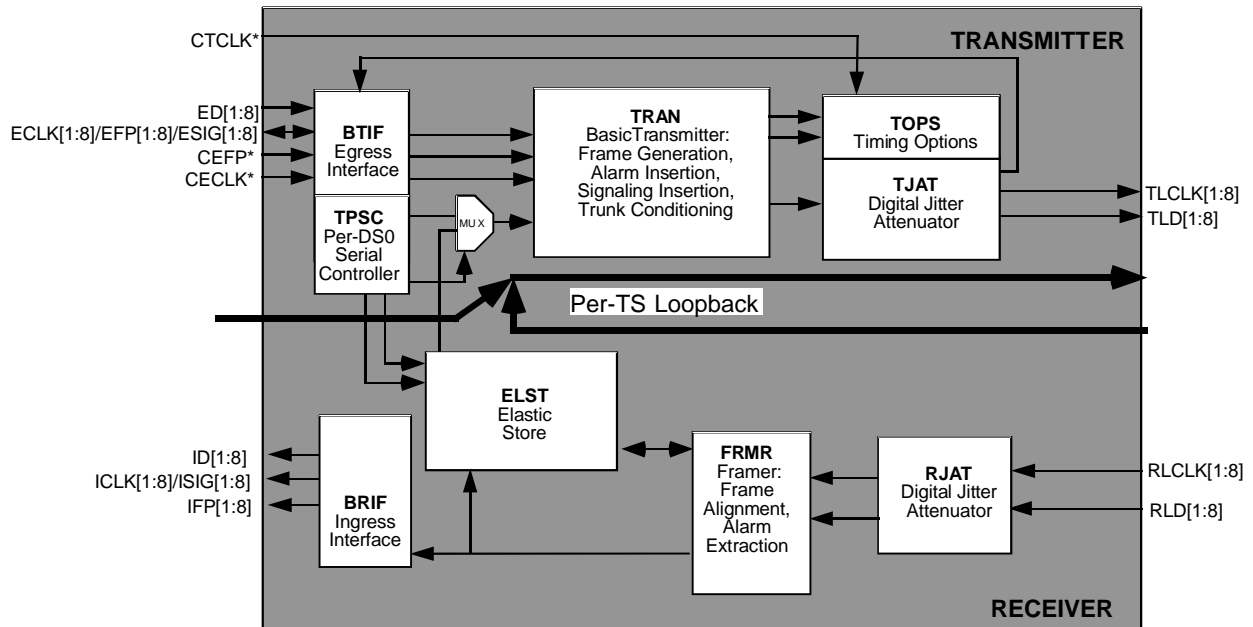 CTCLK*
TRANSMITTER
ED[1:8]
ECLK[1:8]/EFP[1:8]/ESIG[1:8]
CEFP*
CECLK*
BTIF
Egress
Interface
TPSC
Per-DS0
Serial
Controller
MUX
TRAN
BasicTransmitter:
Frame Generation,
Alarm Insertion,
Signaling Insertion,
Trunk Conditioning
TOPS
Timing Options
TJAT
Digital Jitter
Attenuator
TLCLK[1:8]
TLD[1:8]
Per-TS Loopback
ELST
Elastic
Store
ID[1:8]
ICLK[1:8]/ISIG[1:8]
IFP[1:8]
BRIF
Ingress
Interface
FRMR
Framer:
Frame
Alignment,
Alarm
Extraction
RJAT
Digital Jitter
Attenuator
RLCLK[1:8]
RLD[1:8]
RECEIVER